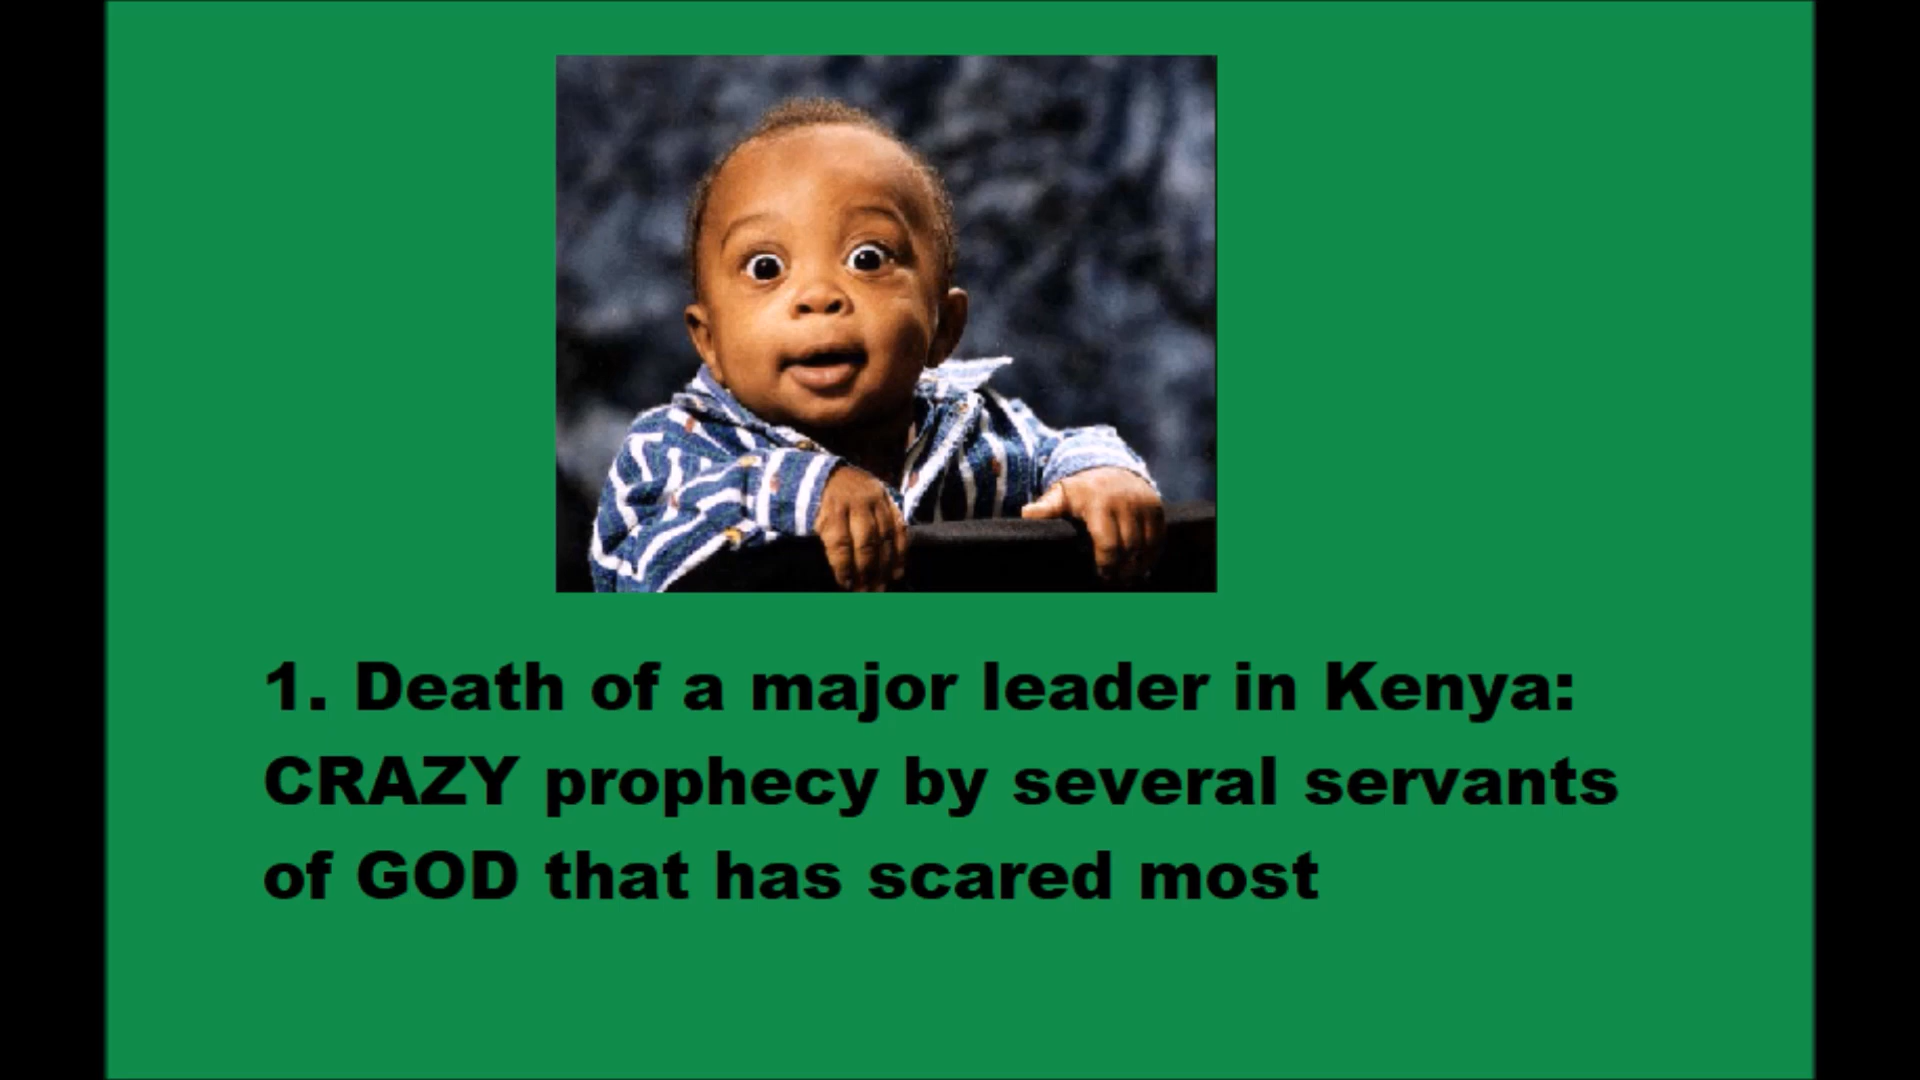 1. Death of a major leader in Kenya:
CRAZY prophecy by several servants
of GOD that has scared most